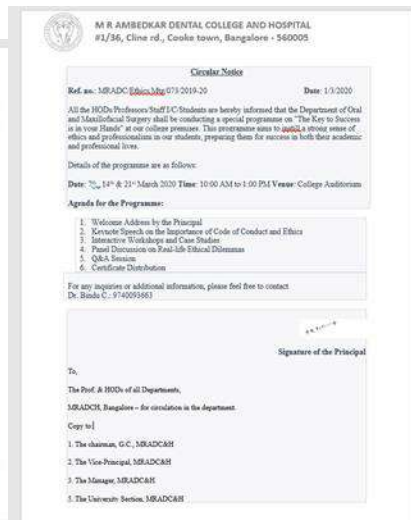 M R AMBEDKAR DENTAL COLLEGE AND HOSPITAL
#1/36, Cline rd., Cooke town, Bangalore - 560005
Circular Notice
Ref. no.: MRADC/Ethics.Mtg/073/2019-20 Date: 1/3/2020
All the HODs/Professors/Staff/I/C/Students are hereby informed that the Department of Oral
and Maxillofacial Surgery shall be conducting a special programme on "The Key to Success
is in your Hands" at our college premises. This programme aims to instill a strong sense of
ethics and professionalism in our students, preparing them for success in both their academic
and professional lives.
Details of the programme are as follows:
Date: 7th, 14th & 21st March 2020 Time: 10:00 AM to 1:00 PM Venue: College Auditorium
Agenda for the Programme:
1. Welcome Address by the Principal
2. Keynote Speech on the Importance of Code of Conduct and Ethics
3. Interactive Workshops and Case Studies
4. Panel Discussion on Real-life Ethical Dilemmas
5. Q&A Session
6. Certificate Distribution
For any inquiries or additional information, please feel free to contact
Dr. Bindu C.: 9740093663
Signature of the Principal
To,
The Prof. & HODs of all Departments,
MRADCH, Bangalore – for circulation in the department.
Copy to
1. The chairman, G.C., MRADC&H
2. The Vice-Principal, MRADC&H
3. The Manager, MRADC&H
5. The University Section, MRADC&H